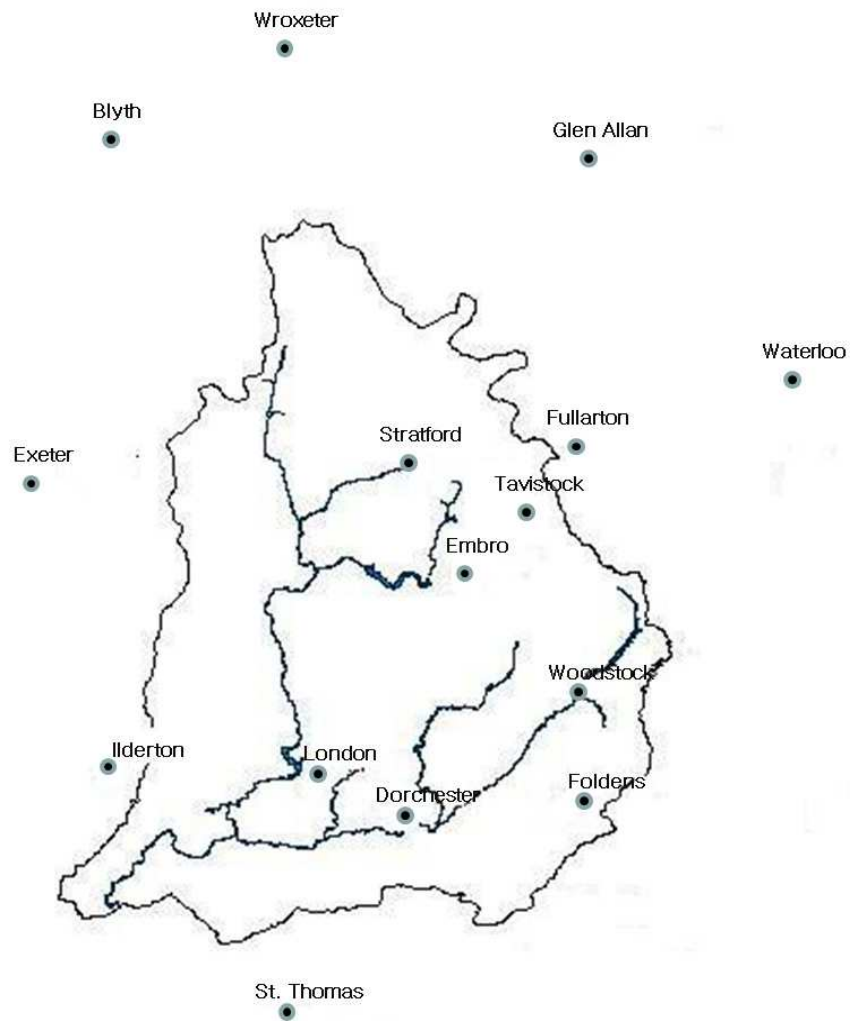 Wroxeter
Blyth
Glen Allan
Waterloo
Fullarton
Stratford
Exeter
Tavistock
Embro
Woodstock
Ilderton
London
Foldens
Dorchester
St. Thomas